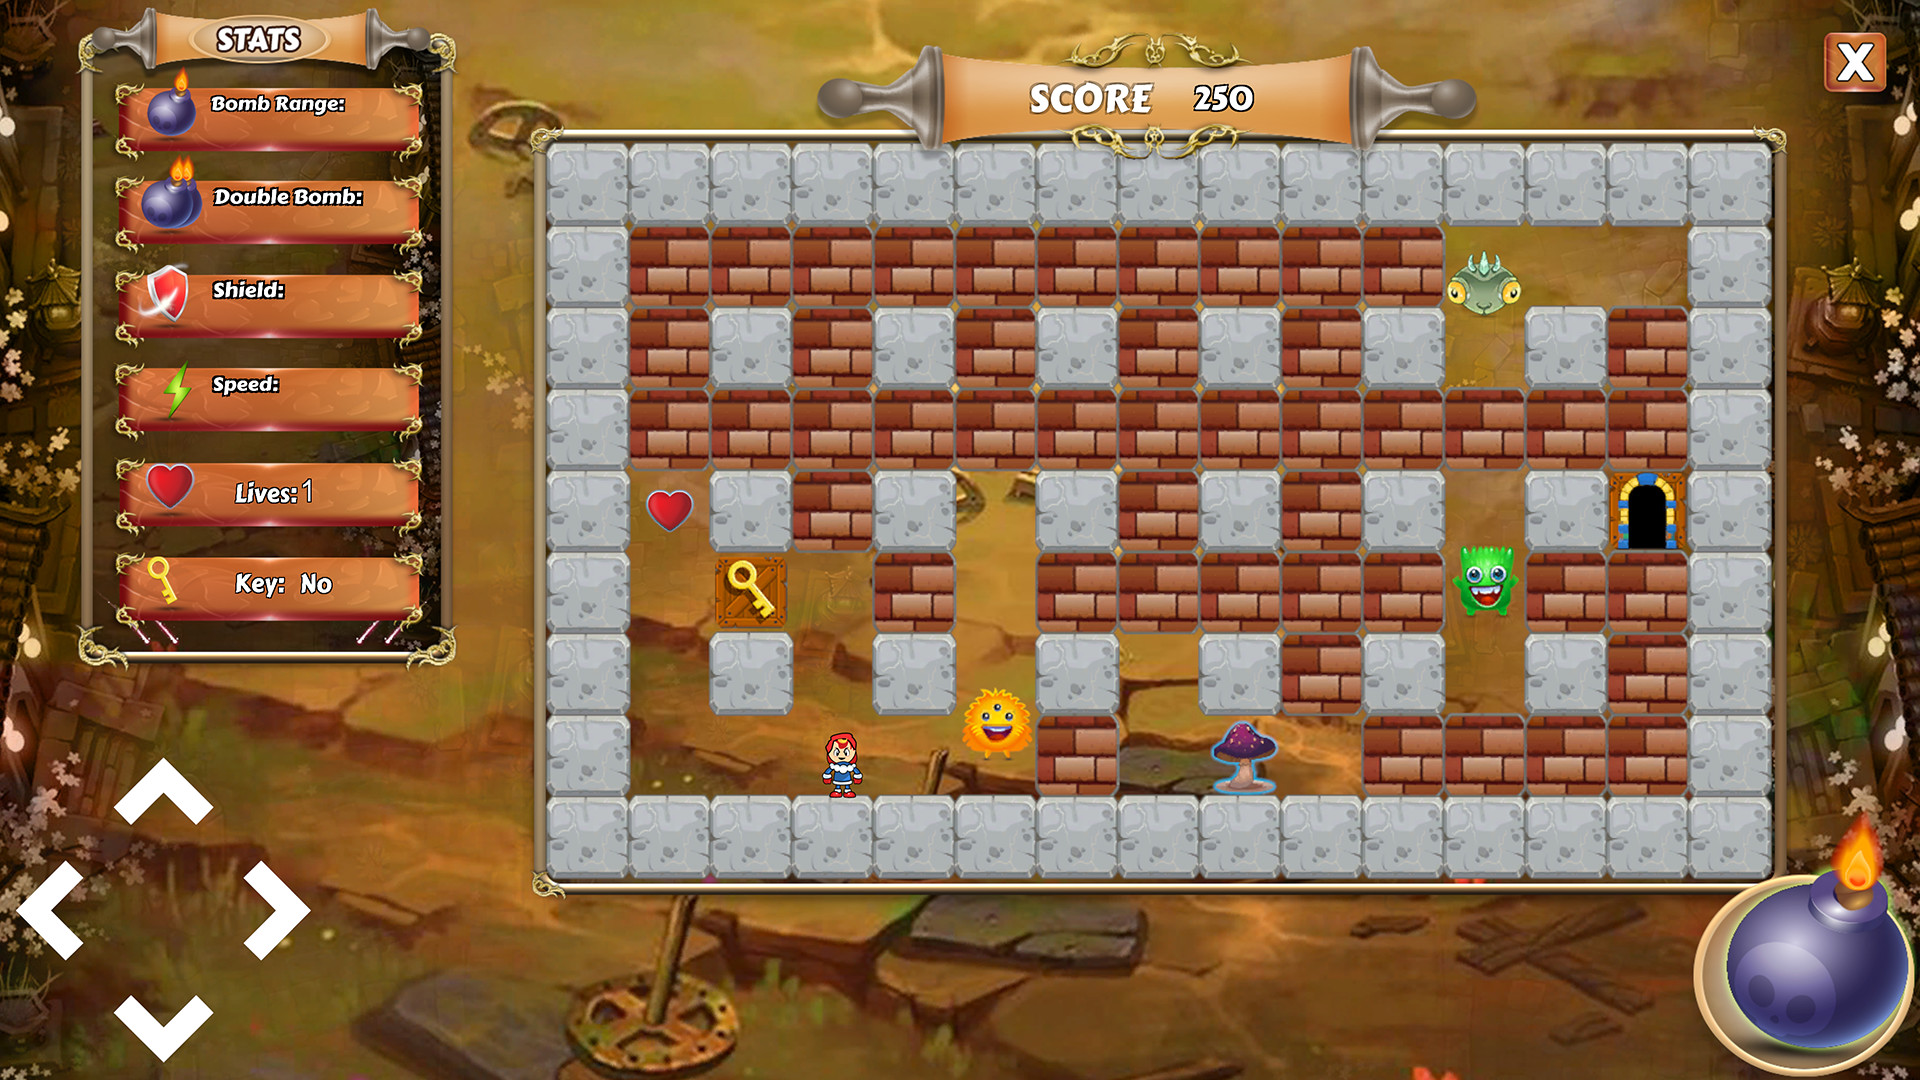 STATS
Bomb Range:
Double Bomb:
Shield:
Speed:
Lives: 1
Key: No
SCORE 250
X